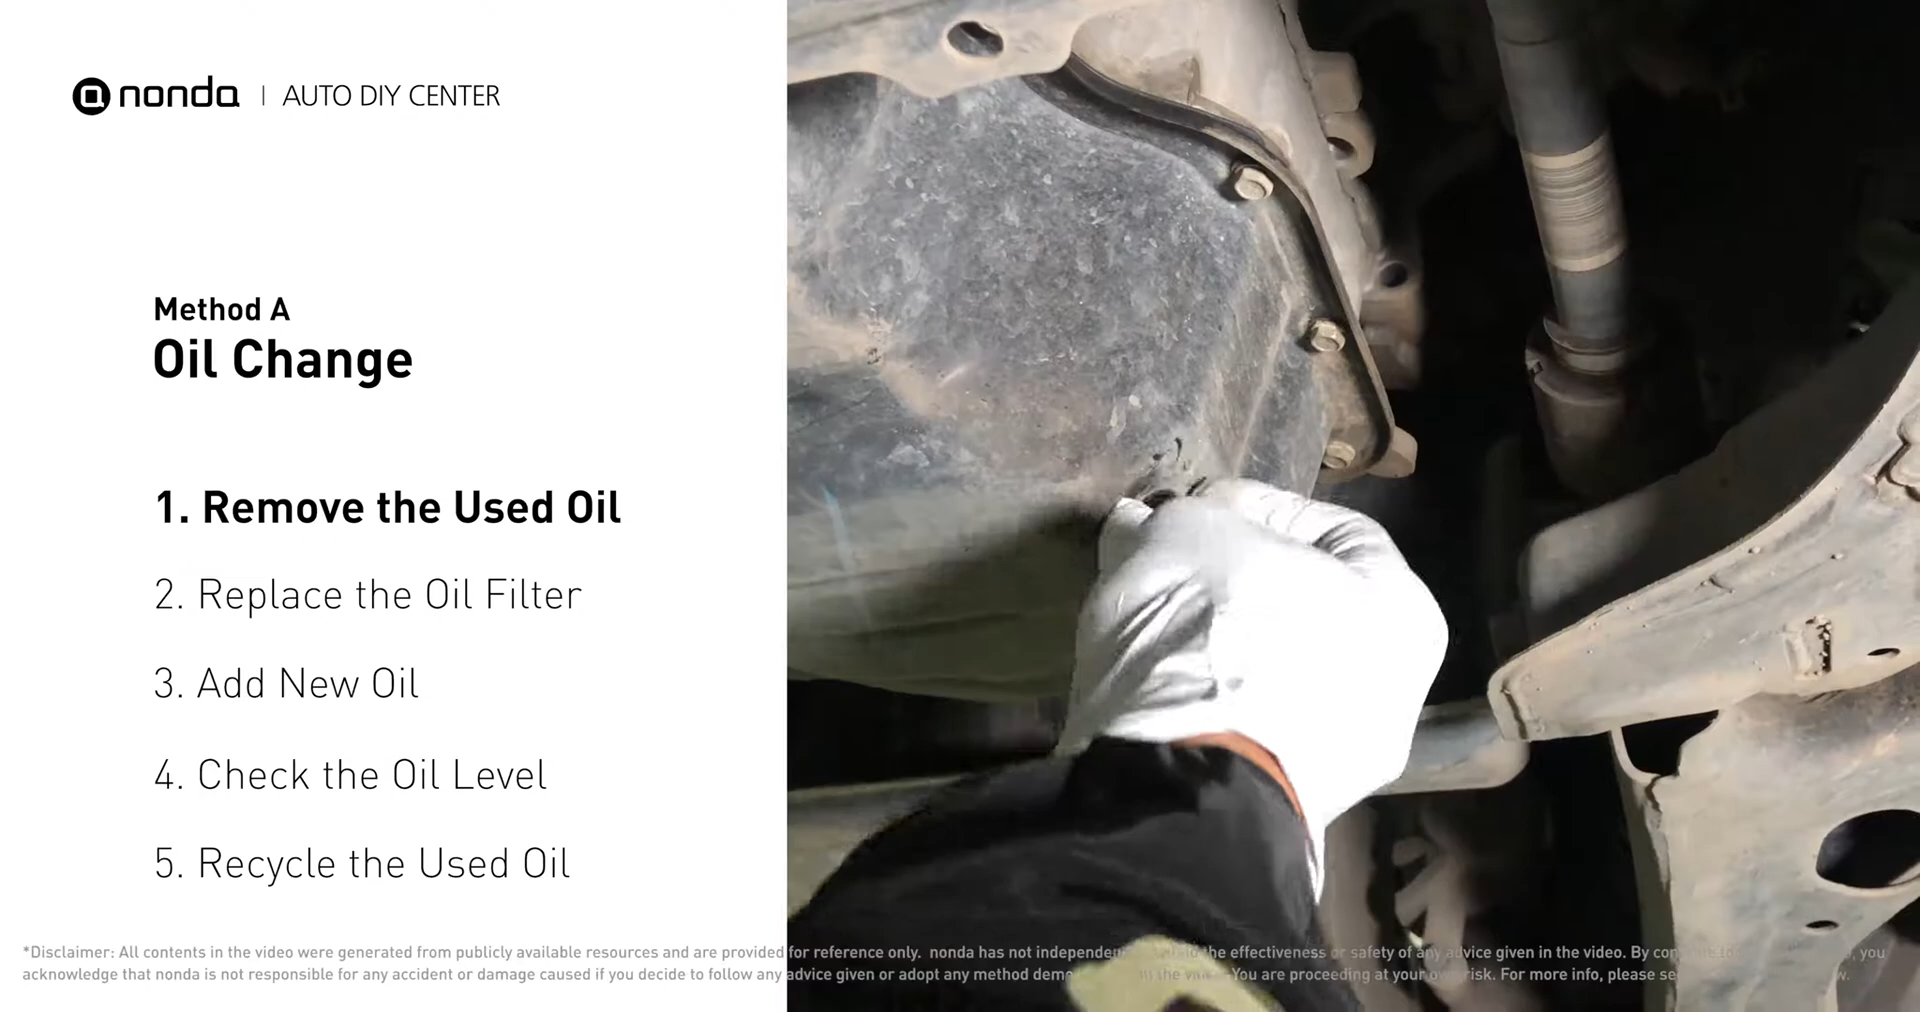 nonda | AUTO DIY CENTER
Method A
Oil Change
1. Remove the Used Oil
2. Replace the Oil Filter
3. Add New Oil
4. Check the Oil Level
5. Recycle the Used Oil
*Disclaimer: All contents in the video were generated from publicly available resources and are provided for reference only. nonda has not the effectiveness or safety of any advice given in the video. By you
acknowledge that nonda is not responsible for any accident or damage caused if you decide to follow any advice given or adopt any method You are proceeding at your own risk. For more info, please